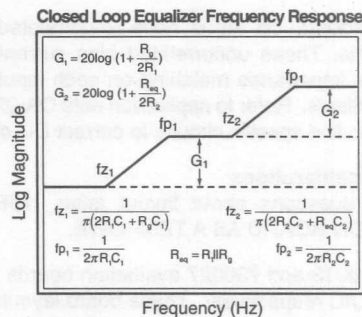 Closed Loop Equalizer Frequency Response
G₁ = 20log (1+ Rg/2R₁)
G₂ = 20log (1+ Req/2R₂)
fp₁
fp₁ fz₂
G₂
G₁
fz₁
fz₁ = 1/π(2R₁C₁+RgC₁) fz₂ = 1/π(2R₂C₂+ReqC₂)
fp₁ = 1/2πR₁C₁ Req = R₁IIRg fp₂ = 1/2πR₂C₂
Log Magnitude
Frequency (Hz)